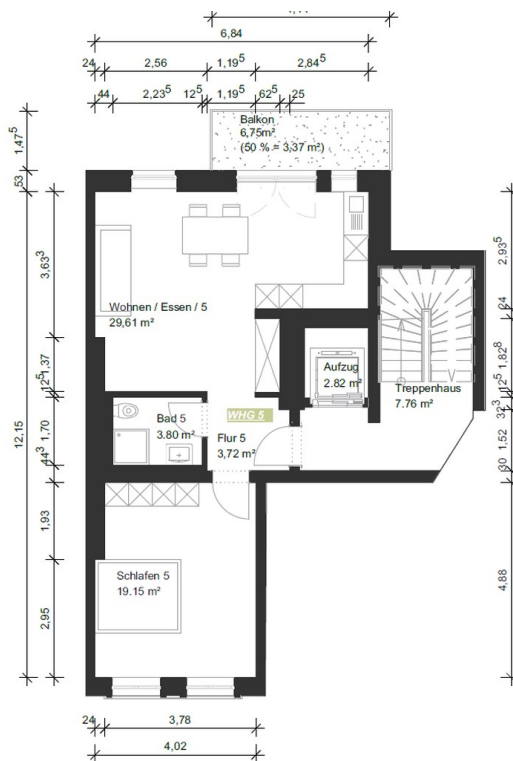 6,84
24
2,56
1,19⁵
2,84⁵
44
2,23⁵
12⁵
1,19⁵
62⁵
25
Balkon
6,75m²
(50 % = 3,37 m²)
1,47⁵
53
3,63³
1,37
12⁵
1,70
44³
12,15
1,93
2,95
2,93⁵
24
1,82⁸
12⁵
32³
1,52
30
4,88
Wohnen / Essen / 5
29,61 m²
Aufzug
2.82 m²
Treppenhaus
7.76 m²
WHG 5
Bad 5
3.80 m²
Flur 5
3,72 m²
Schlafen 5
19.15 m²
24
3,78
4,02